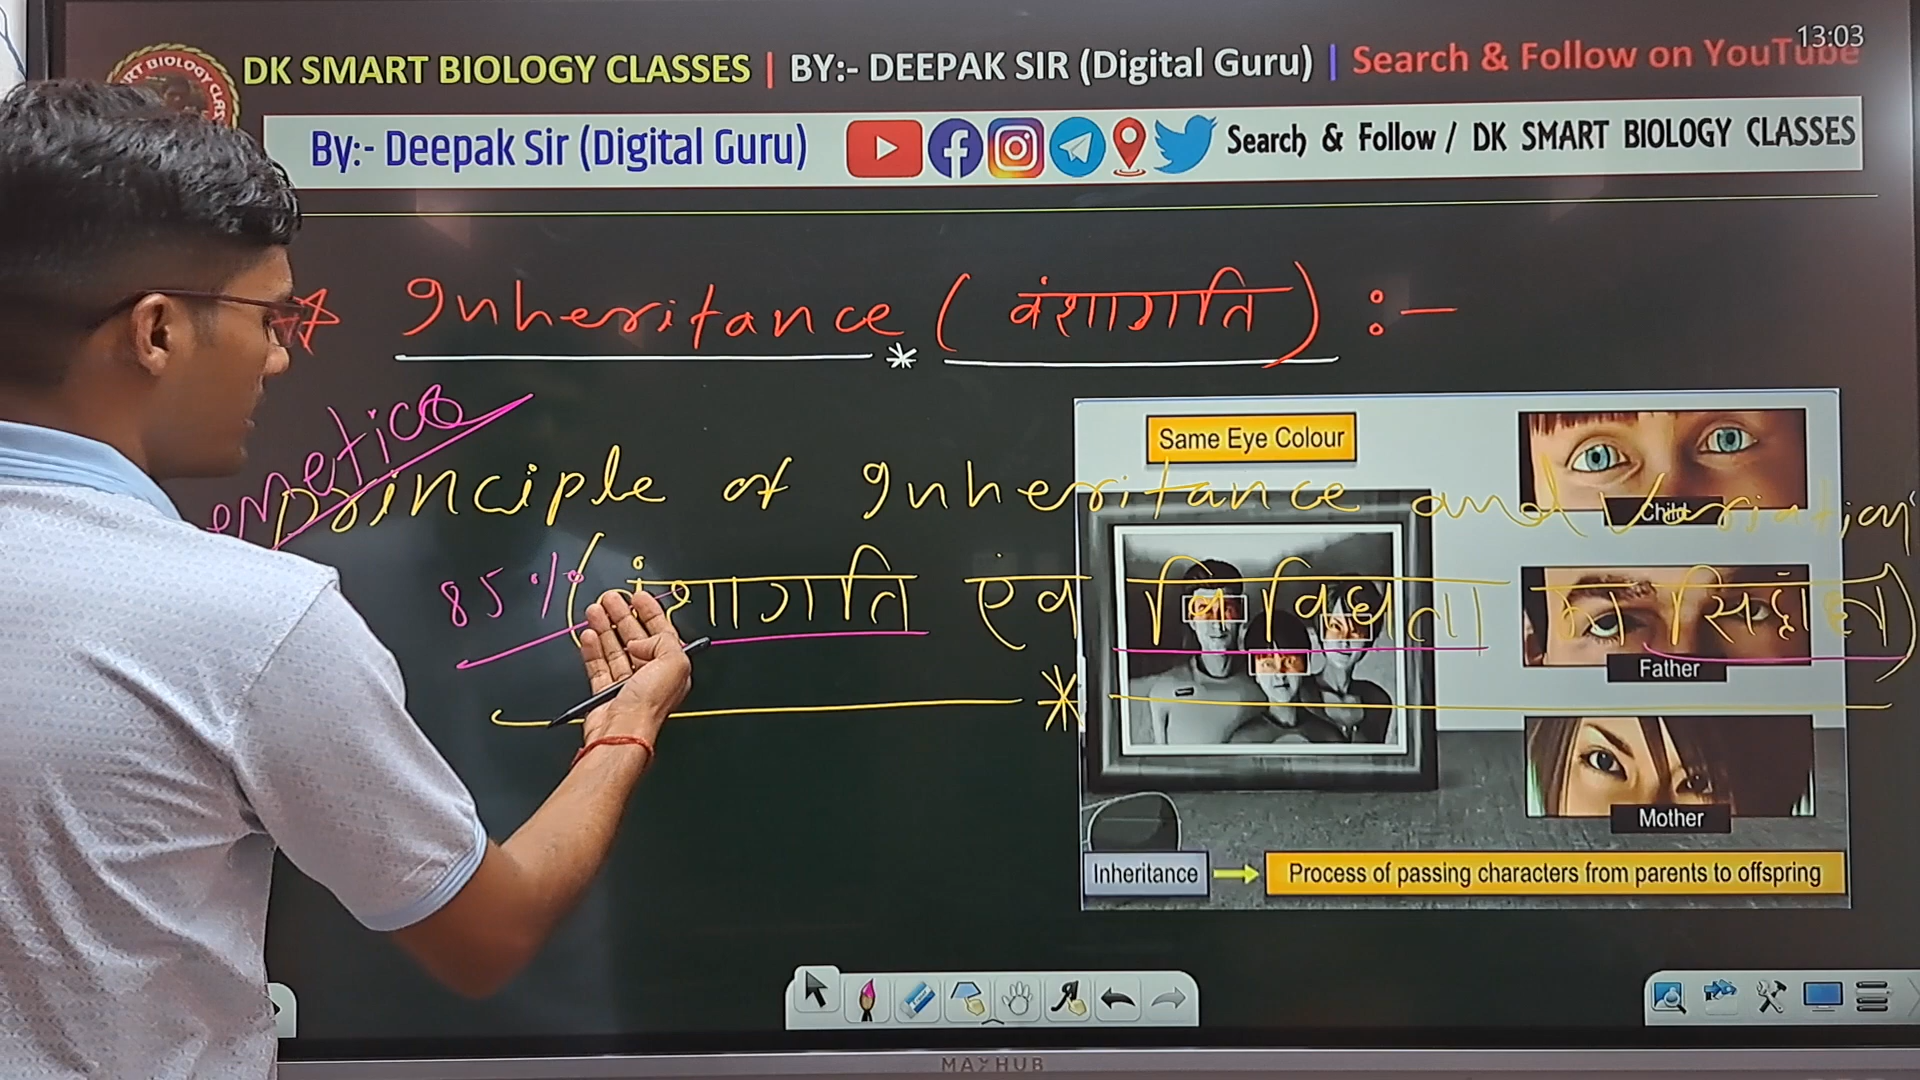 13:03
DK SMART BIOLOGY CLASSES | BY:- DEEPAK SIR (Digital Guru) | Search & Follow on YouTube
By:- Deepak Sir (Digital Guru) Search & Follow / DK SMART BIOLOGY CLASSES
Inheritance (वंशागति) :-
Same Eye Colour
principle of Inheritance and Variation
Child
85% (वंशागति एंव विविधता का सिद्दांत)
Father
Mother
Inheritance → Process of passing characters from parents to offspring
MAXHUB